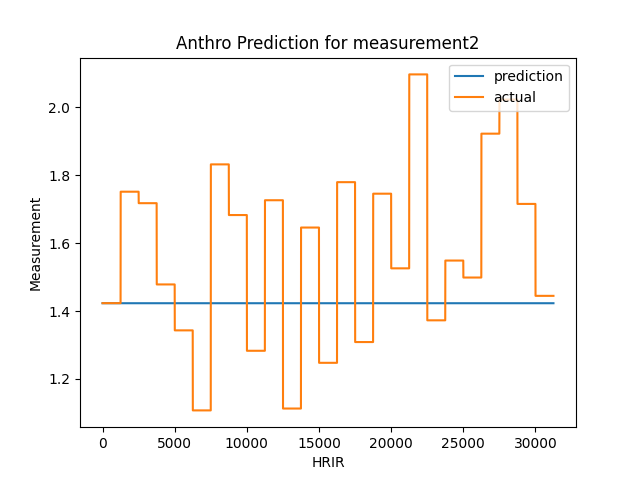 Anthro Prediction for measurement2
prediction
actual
2.0
1.8
1.6
1.4
1.2
Measurement
0
5000
10000
15000
20000
25000
30000
HRIR